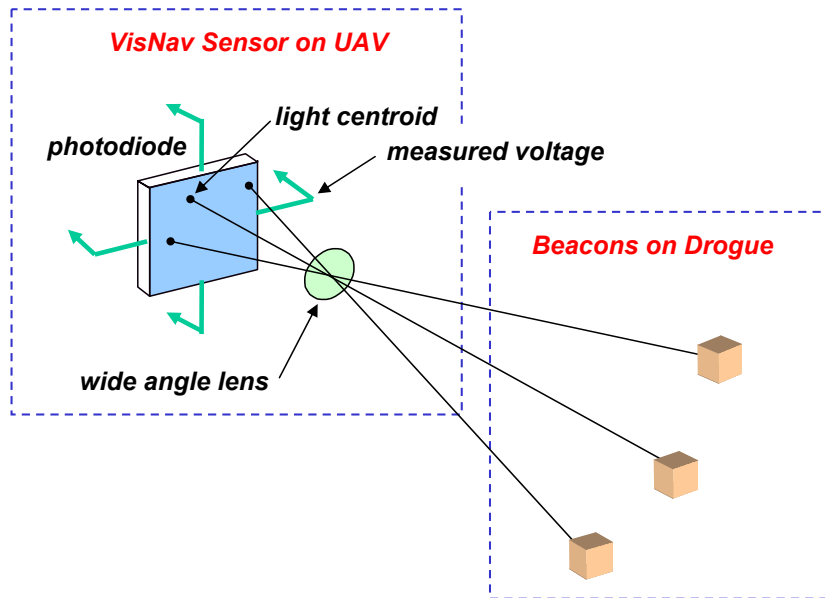 VisNav Sensor on UAV
light centroid
photodiode
measured voltage
Beacons on Drogue
wide angle lens